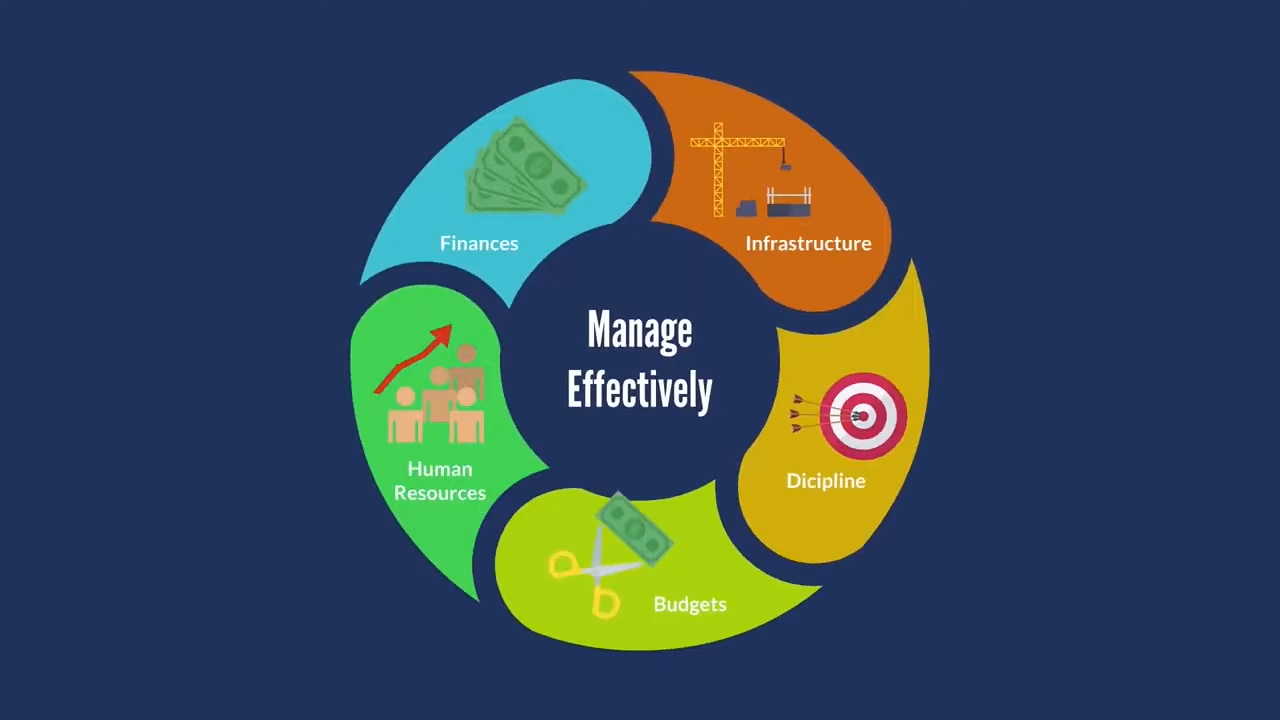 Finances
Infrastructure
Manage
Effectively
Human
Resources
Dicipline
Budgets